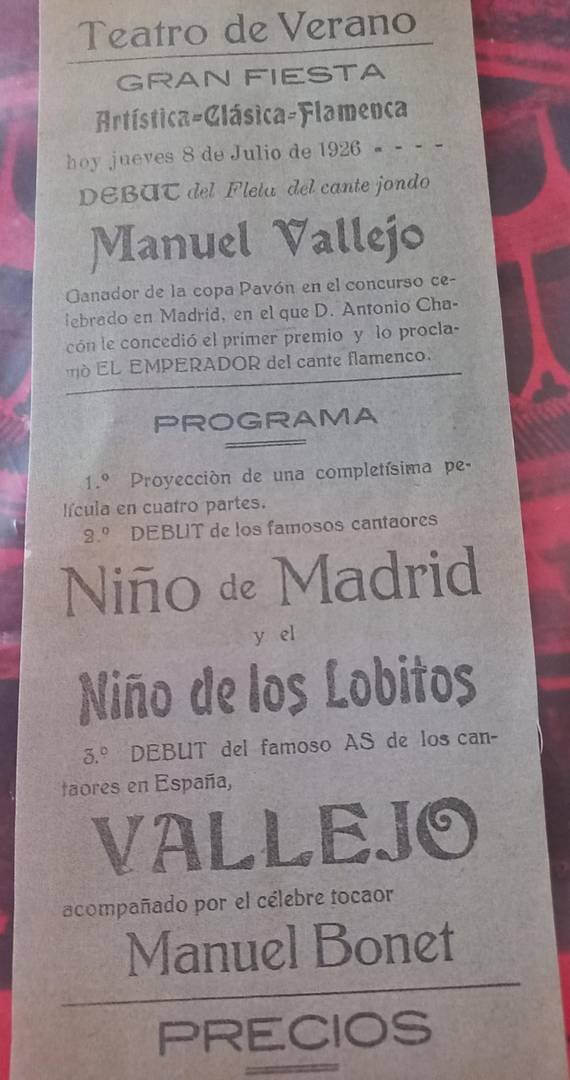 Teatro de Verano
GRAN FIESTA
Artística=Clásica=Flamenca
hoy jueves 8 de Julio de 1926 - - - -
DEBUT del Fleta del cante jondo
Manuel Vallejo
Ganador de la copa Pavón en el concurso ce-
lebrado en Madrid, en el que D. Antonio Cha-
cón le concedió el primer premio y lo procla-
mò EL EMPERADOR del cante flamenco.
PROGRAMA
1.º Proyecciòn de una completísima pe-
lícula en cuatro partes.
2.º DEBUT de los famosos cantaores
Niño de Madrid
y el
Niño de los Lobitos
3.º DEBUT del famoso AS de los can-
taores en España,
VALLEJO
acompañado por el célebre tocaor
Manuel Bonet
PRECIOS